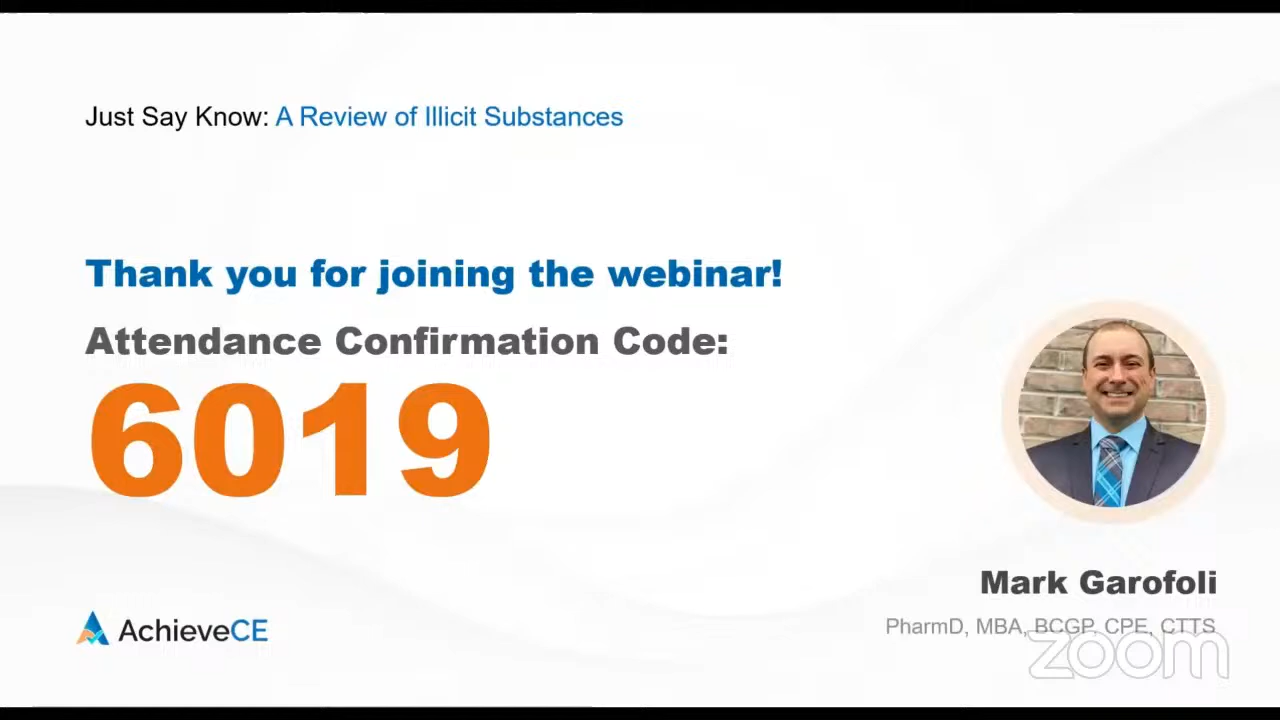 Just Say Know: A Review of Illicit Substances
Thank you for joining the webinar!
Attendance Confirmation Code:
6019
Mark Garofoli
PharmD, MBA, BCGP, CPE, CTTS
AchieveCE
zoom